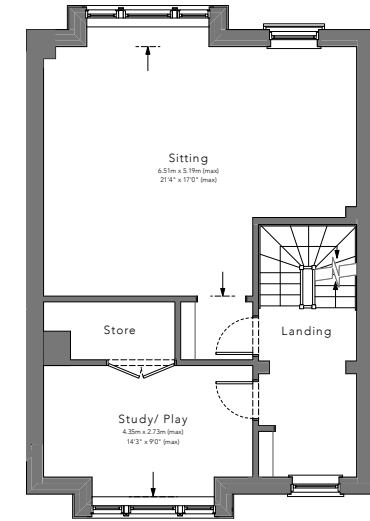 Sitting
6.51m x 5.19m (max)
21'4" x 17'0" (max)
Store
Landing
Study/ Play
4.35m x 2.73m (max)
14'3" x 9'0" (max)